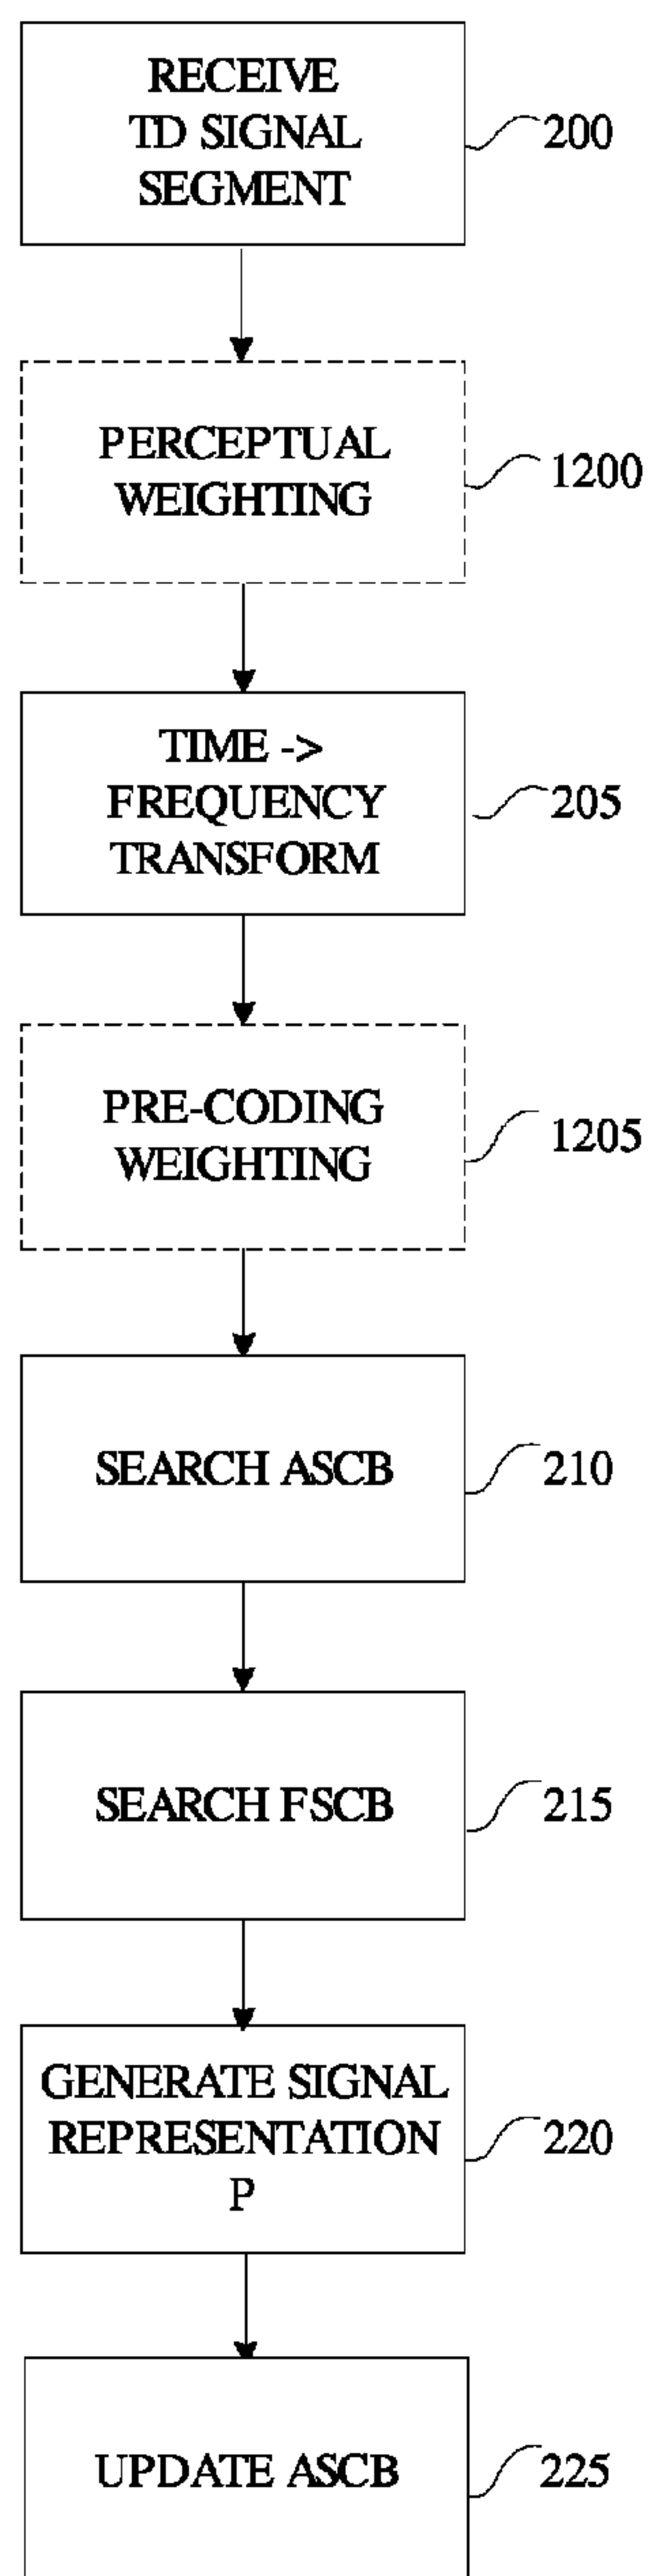 RECEIVE
TD SIGNAL
SEGMENT
200
PERCEPTUAL
WEIGHTING
1200
TIME ->
FREQUENCY
TRANSFORM
205
PRE-CODING
WEIGHTING
1205
SEARCH ASCB
210
SEARCH FSCB
215
GENERATE SIGNAL
REPRESENTATION
P
220
UPDATE ASCB
225